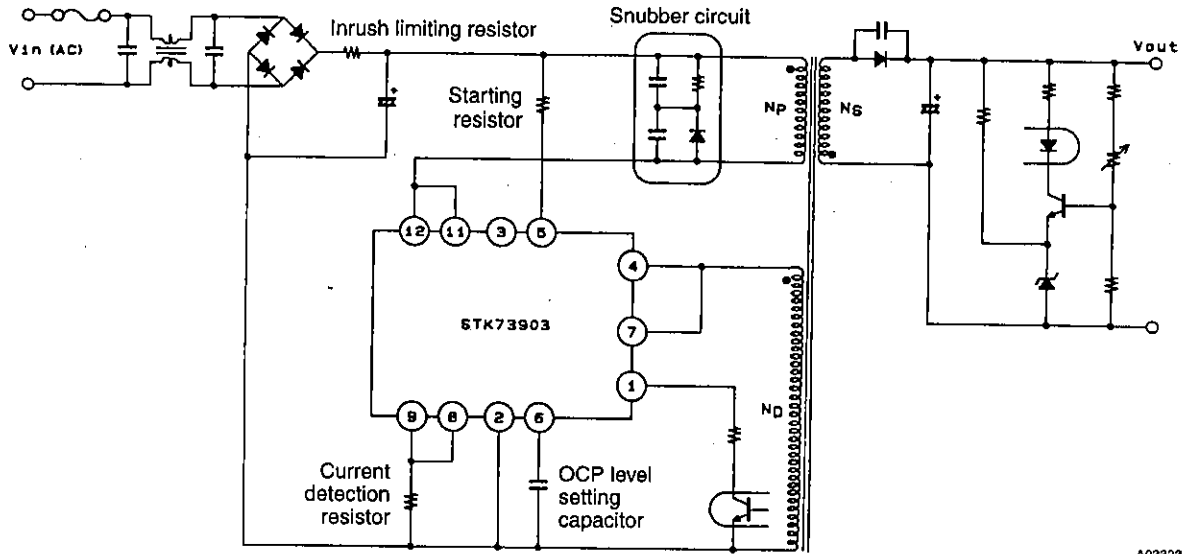 Snubber circuit
Inrush limiting resistor
Vin (AC)
Vout
+
+
Starting
resistor
NP
NS
12
11
3
5
4
STK73903
7
1
ND
9
8
2
6
Current
detection
resistor
OCP level
setting
capacitor